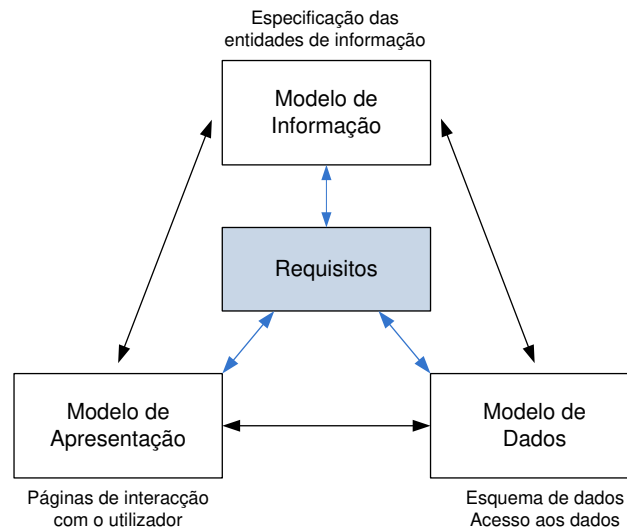 Especificação das
entidades de informação
Modelo de
Informação
Requisitos
Modelo de
Apresentação
Modelo de
Dados
Páginas de interacção
com o utilizador
Esquema de dados
Acesso aos dados